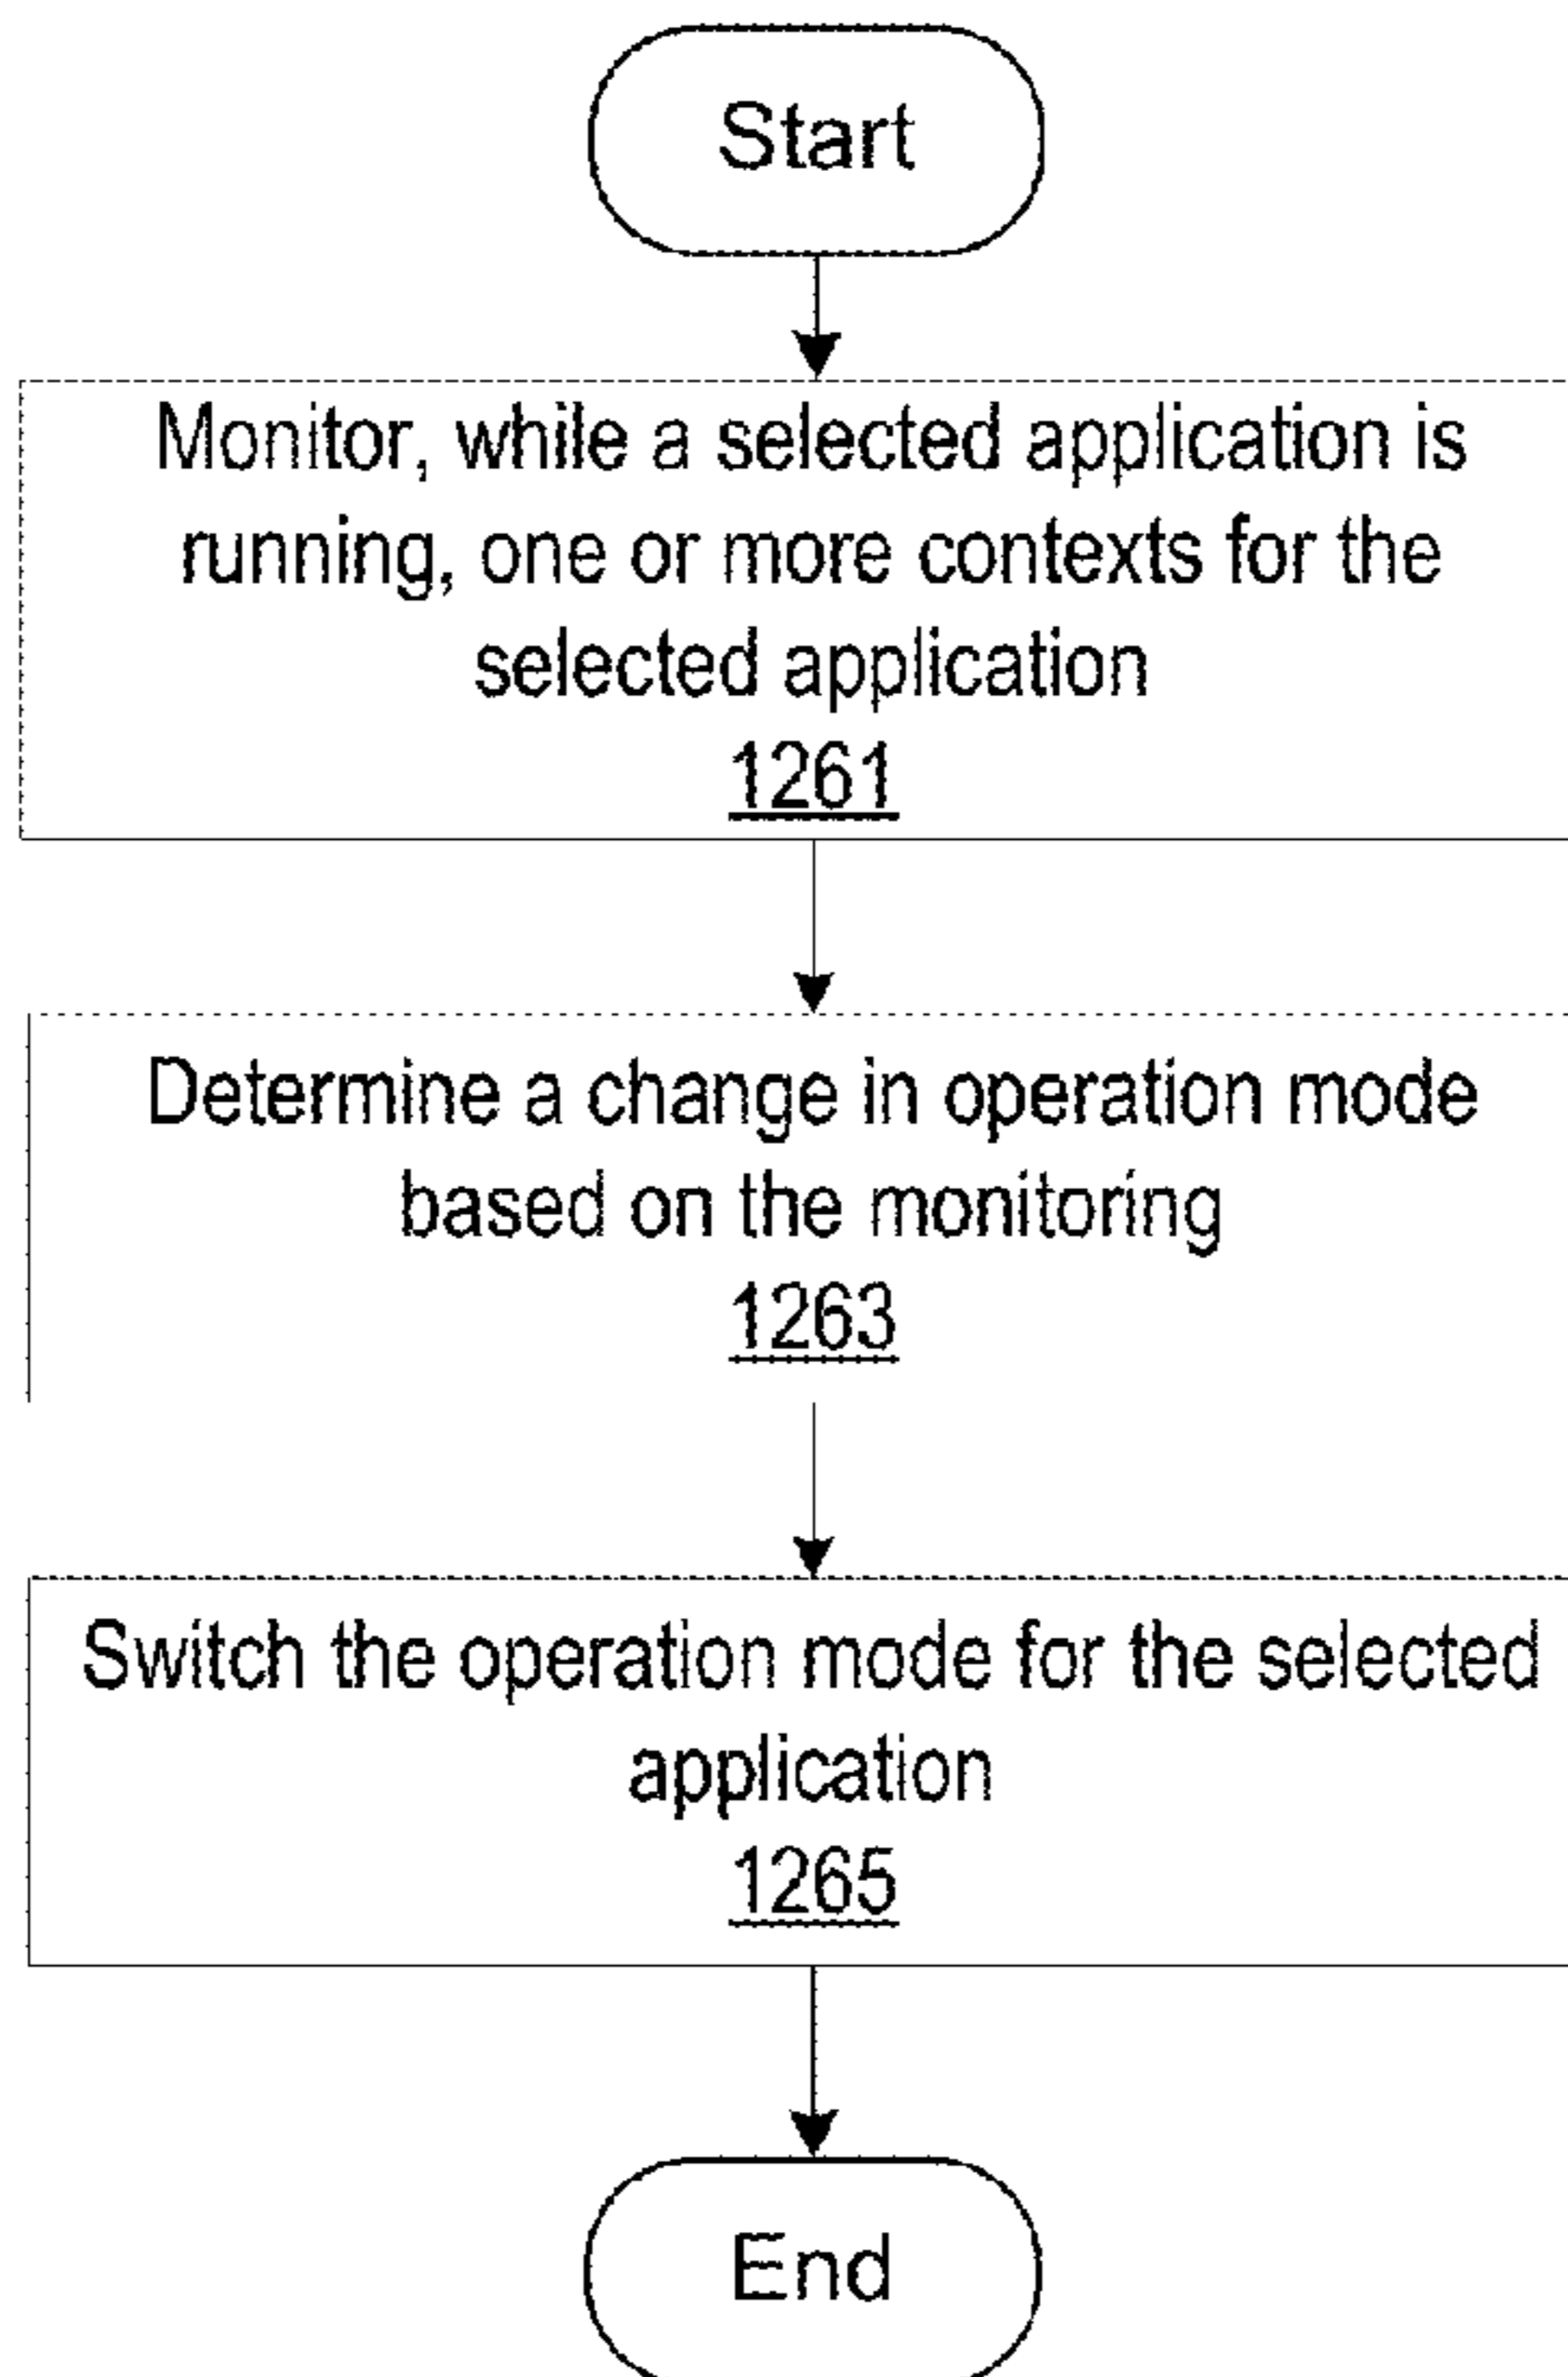 Start
Monitor, while a selected application is
running, one or more contexts for the
selected application
1261
Determine a change in operation mode
based on the monitoring
1263
Switch the operation mode for the selected
application
1265
End